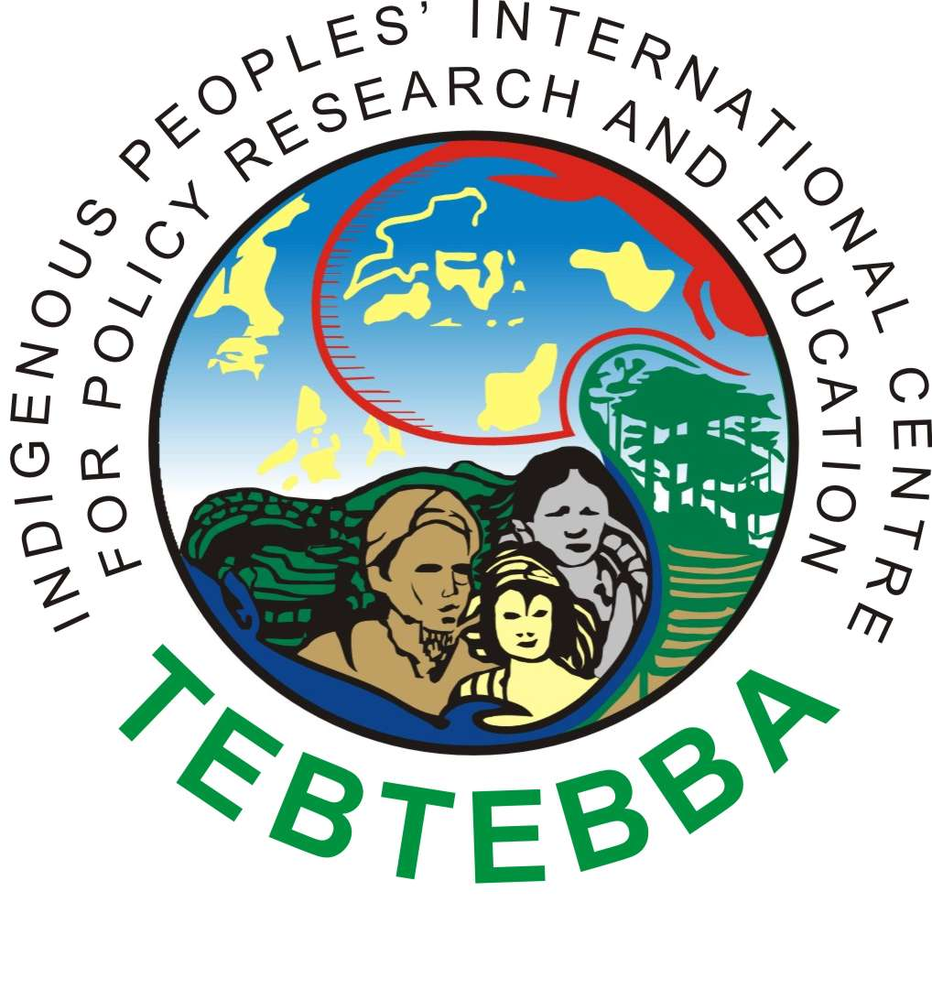 INDIGENOUS PEOPLES' INTERNATIONAL CENTRE
FOR POLICY RESEARCH AND EDUCATION
TEBTEBBA